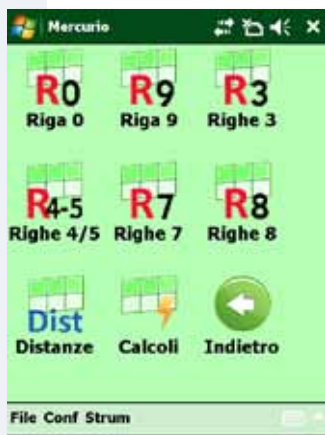 Mercurio
R0 R9 R3
Riga 0 Riga 9 Righe 3
R4-5 R7 R8
Righe 4/5 Righe 7 Righe 8
Dist
Distanze Calcoli Indietro
File Conf Strum